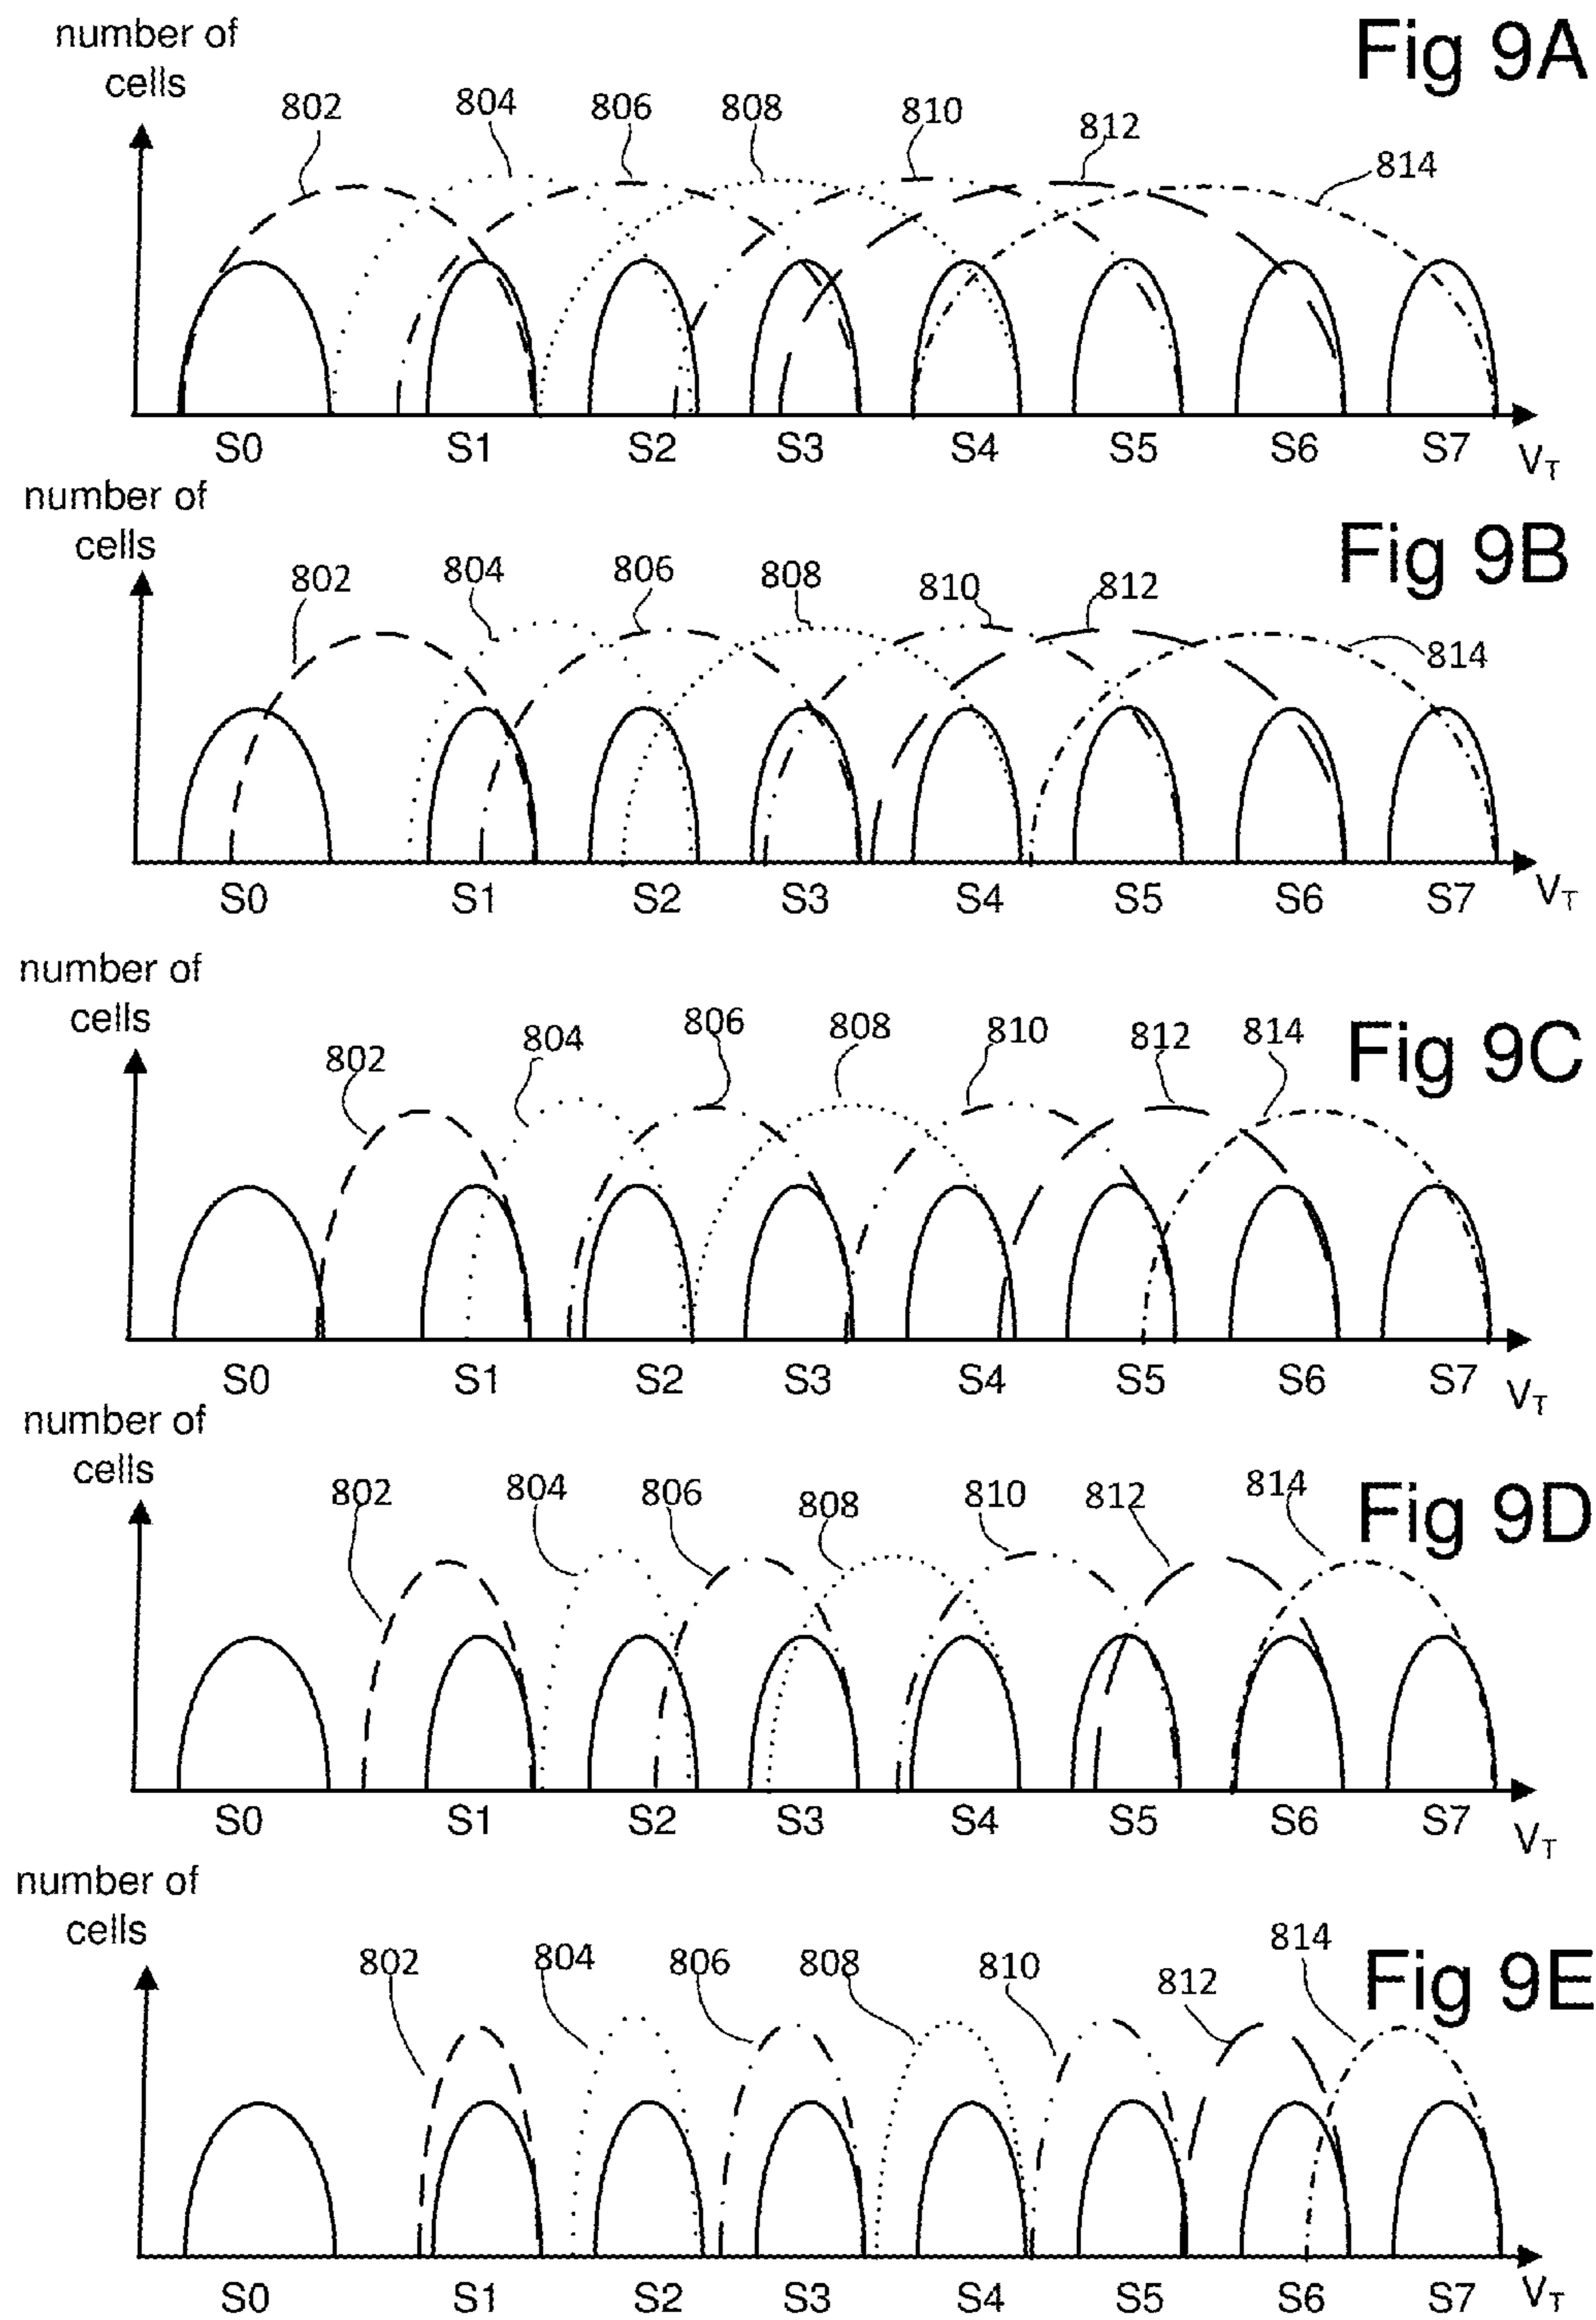 number of
cells
Fig 9A
802 804 806 808 810 812 814
S0 S1 S2 S3 S4 S5 S6 S7 VT
number of
cells
Fig 9B
802 804 806 808 810 812 814
S0 S1 S2 S3 S4 S5 S6 S7 VT
number of
cells
Fig 9C
802 804 806 808 810 812 814
S0 S1 S2 S3 S4 S5 S6 S7 VT
number of
cells
Fig 9D
802 804 806 808 810 812 814
S0 S1 S2 S3 S4 S5 S6 S7 VT
number of
cells
Fig 9E
802 804 806 808 810 812 814
S0 S1 S2 S3 S4 S5 S6 S7 VT